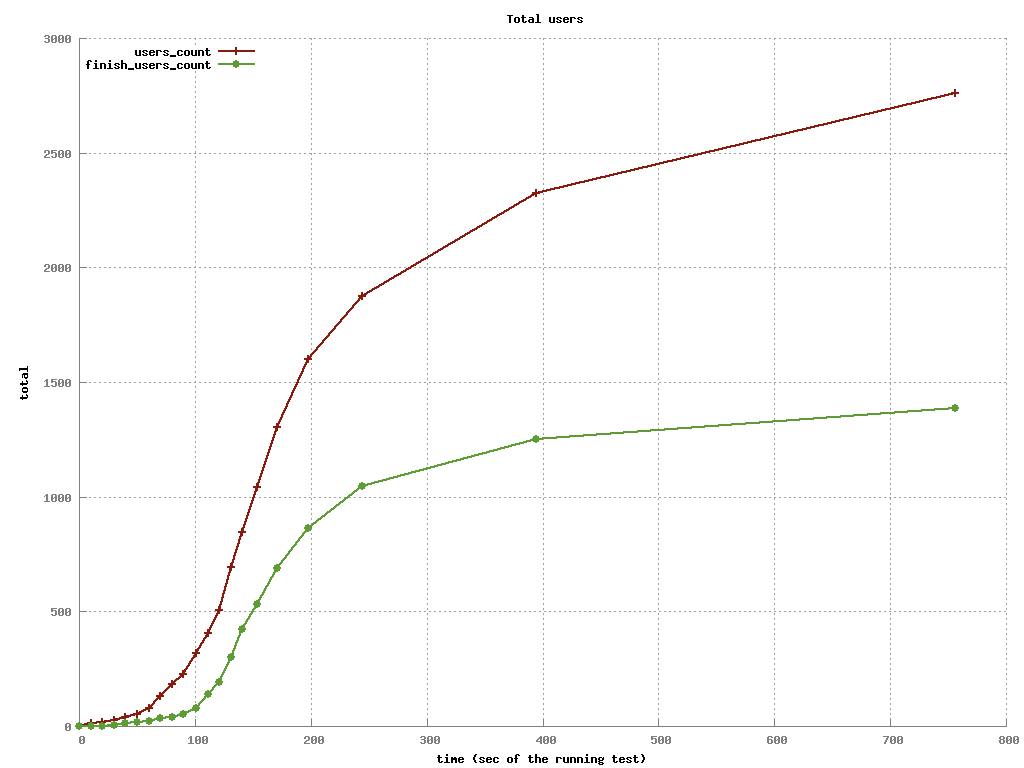 Total users
3000
users_count
finish_users_count
2500
2000
1500
total
1000
500
0
0 100 200 300 400 500 600 700 800
time (sec of the running test)